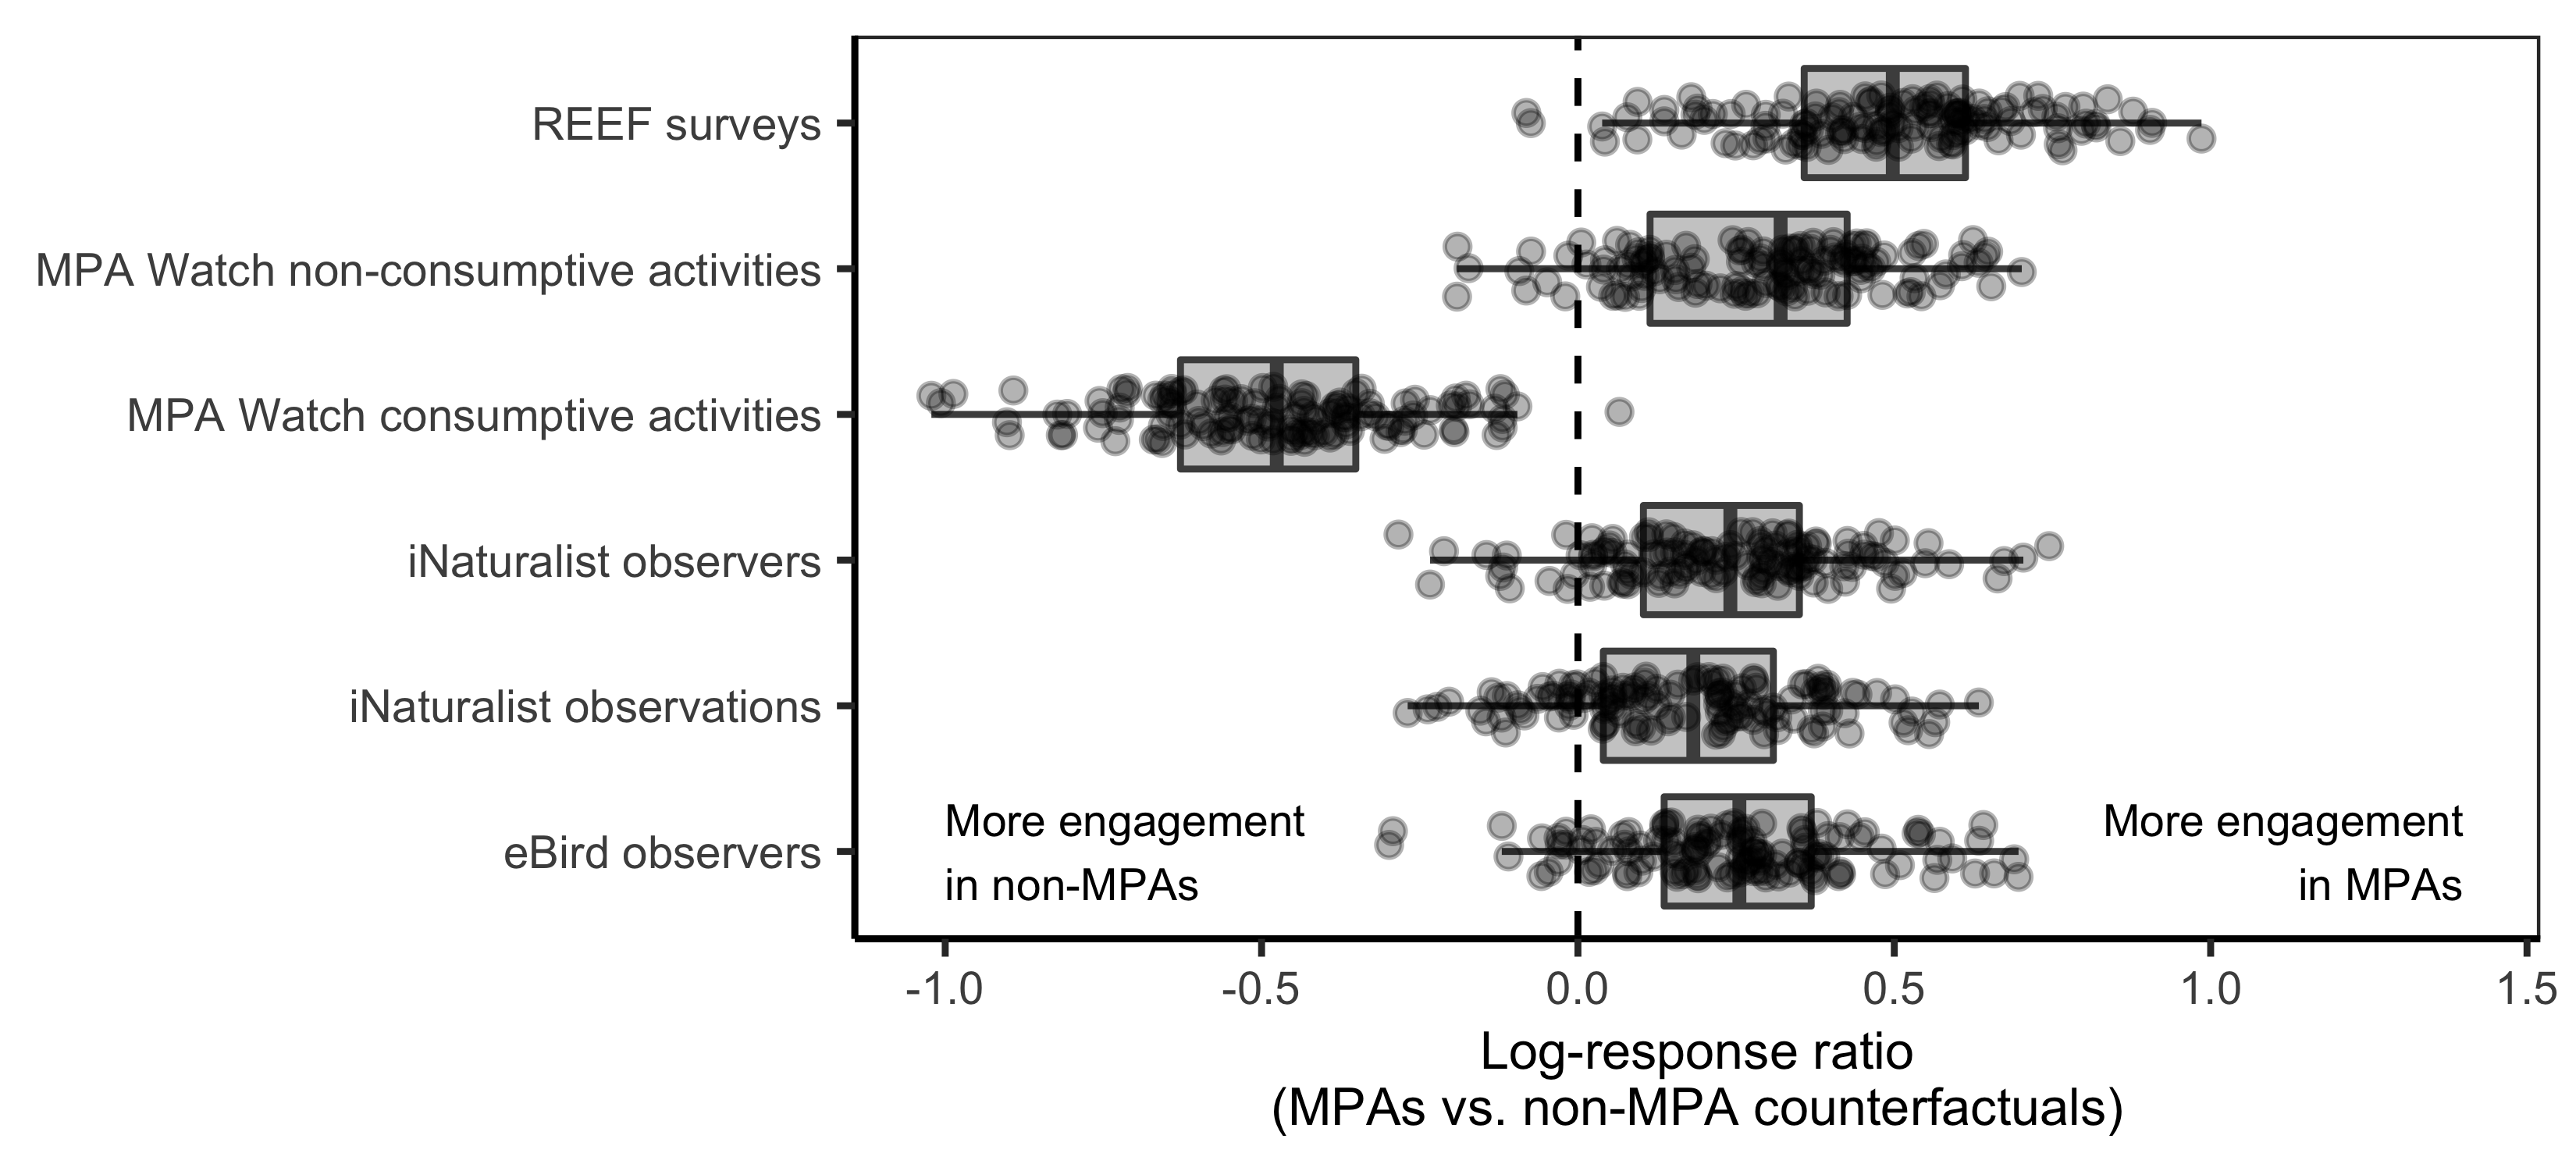 REEF surveys
MPA Watch non-consumptive activities
MPA Watch consumptive activities
iNaturalist observers
iNaturalist observations
eBird observers
More engagement
in non-MPAs
More engagement
in MPAs
-1.0 -0.5 0.0 0.5 1.0 1.5
Log-response ratio
(MPAs vs. non-MPA counterfactuals)